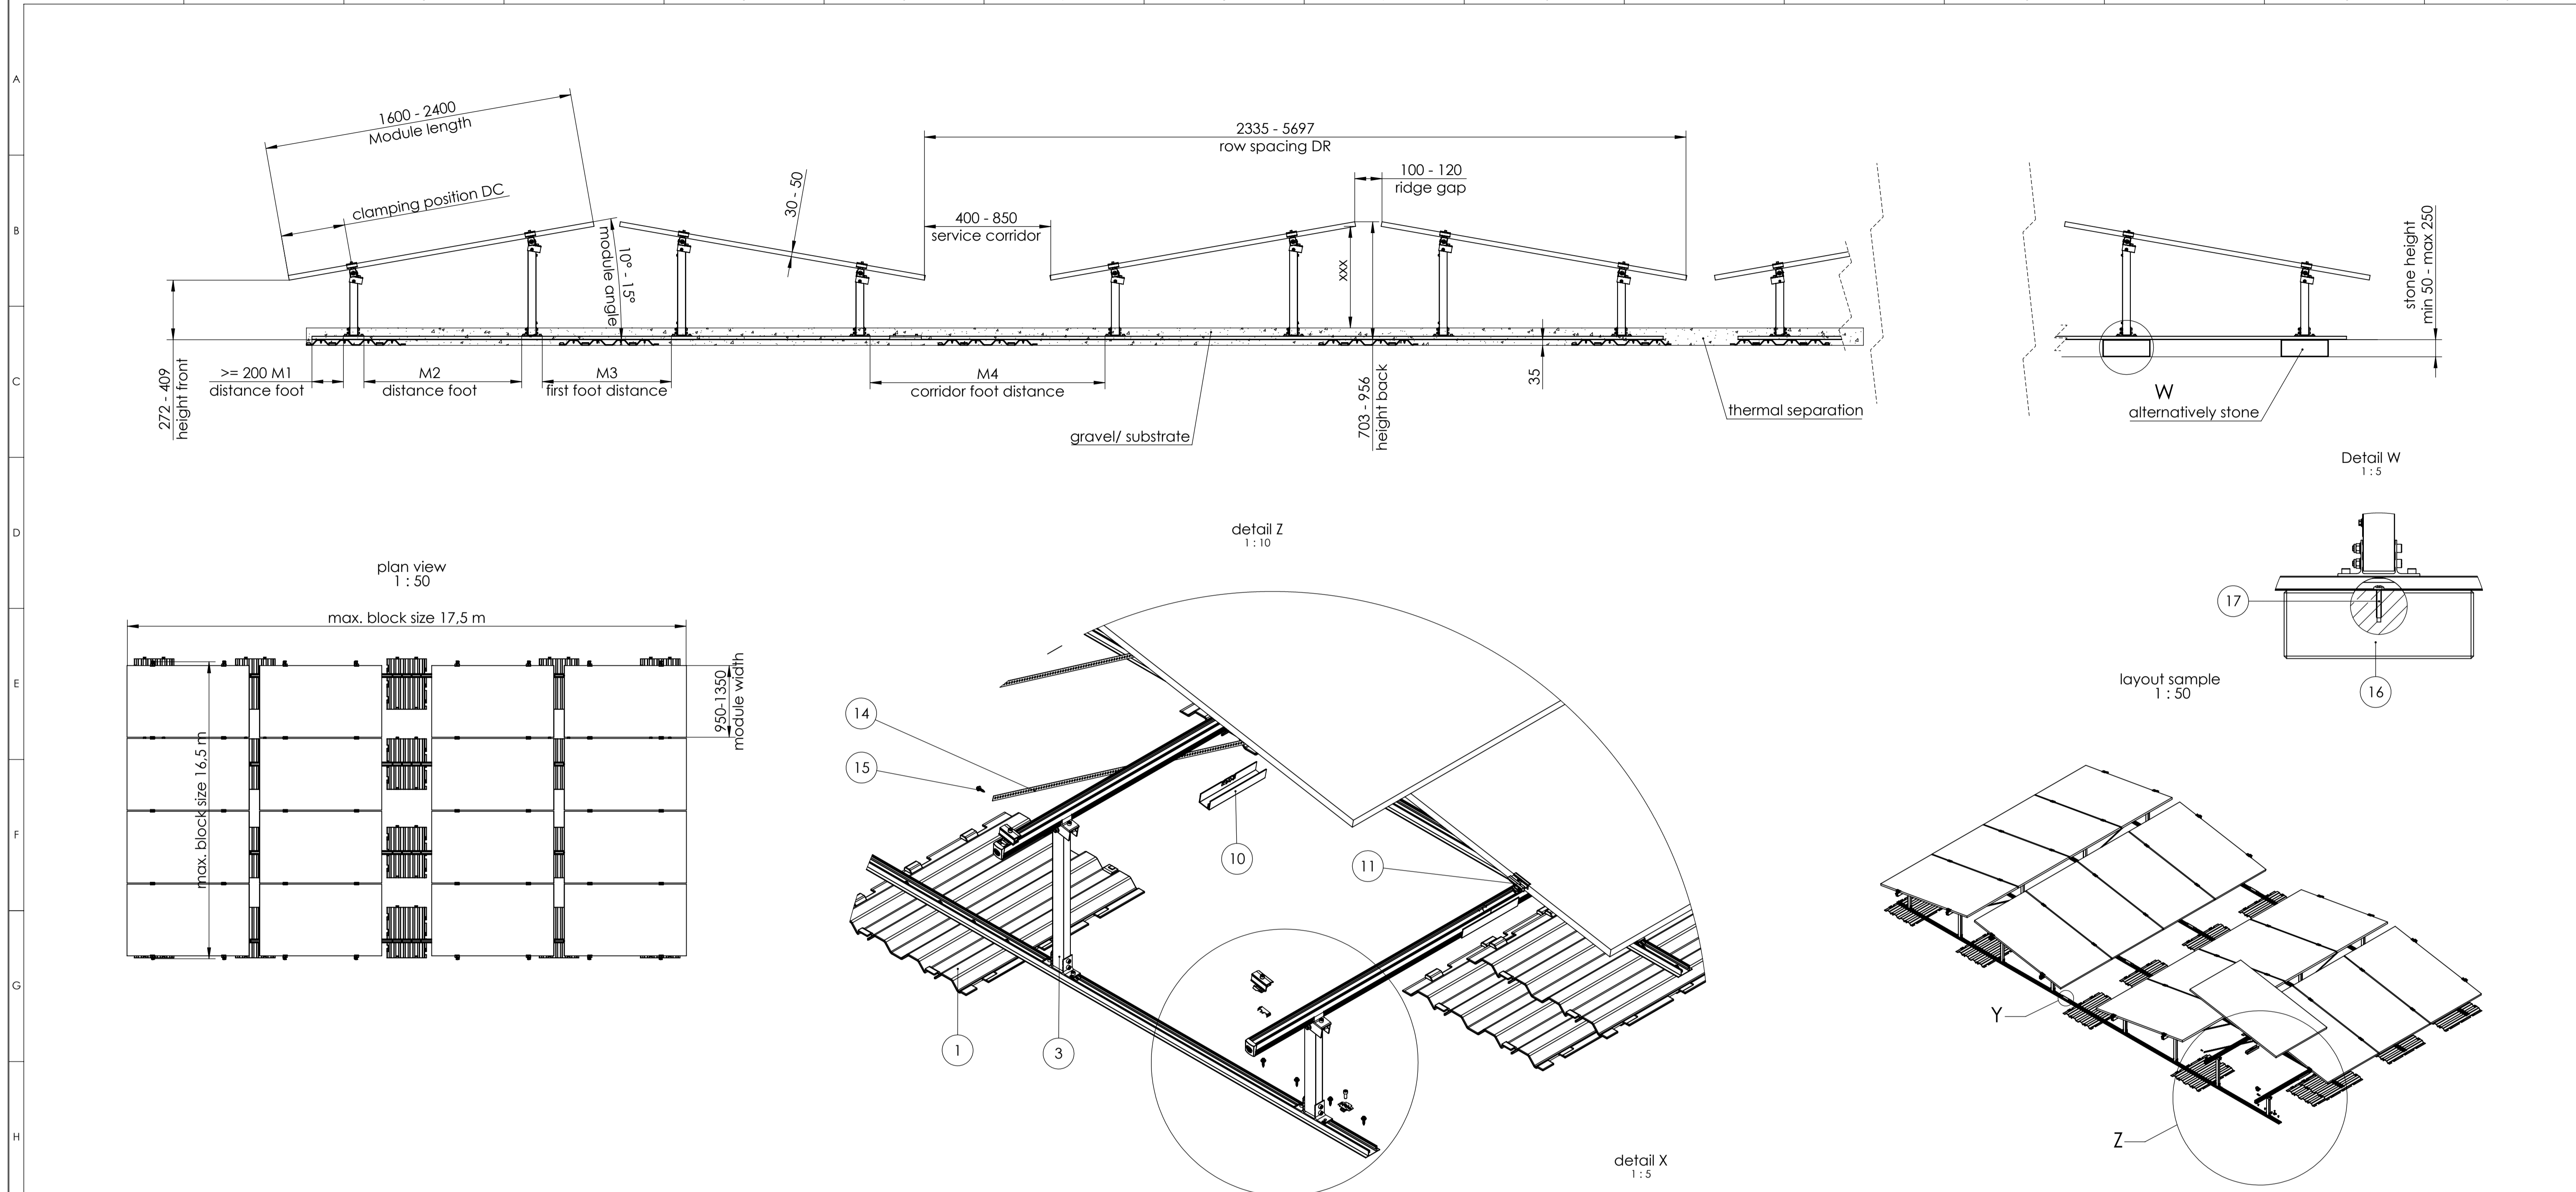 A
B
C
D
E
F
G
H
1600 - 2400
Module length
clamping position DC
30 - 50
10° - 15°
module angle
2335 - 5697
row spacing DR
100 - 120
ridge gap
400 - 850
service corridor
xxx
272 - 409
height front
>= 200 M1
distance foot
M2
distance foot
M3
first foot distance
M4
corridor foot distance
703 - 956
height back
35
gravel/ substrate
thermal separation
stone height
min 50 - max 250
W
alternatively stone
Detail W
1 : 5
17
16
plan view
1 : 50
max. block size 17,5 m
max. block size 16,5 m
950-1350
module width
detail Z
1 : 10
14
15
10
11
1
3
detail X
1 : 5
layout sample
1 : 50
Y
Z